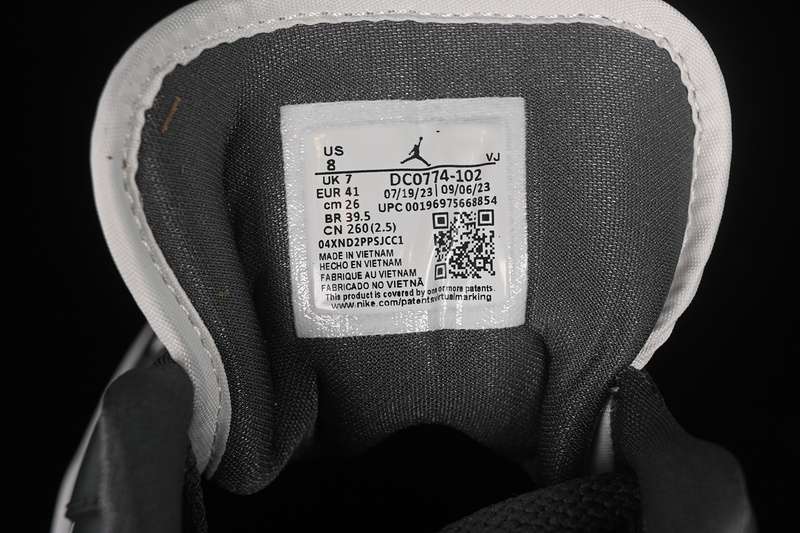 US
8
VJ
UK 7
DC0774-102
EUR 41
07/19/23 09/06/23
cm 26
UPC 00196975668854
BR 39.5
CN 260(2.5)
04XND2PPSJCC1
MADE IN VIETNAM
HECHO EN VIETNAM
FABRIQUE AU VIETNAM
FABRICADO NO VIETNÃ
This product is covered by one or more patents.
www.nike.com/patentsvirtualmarking